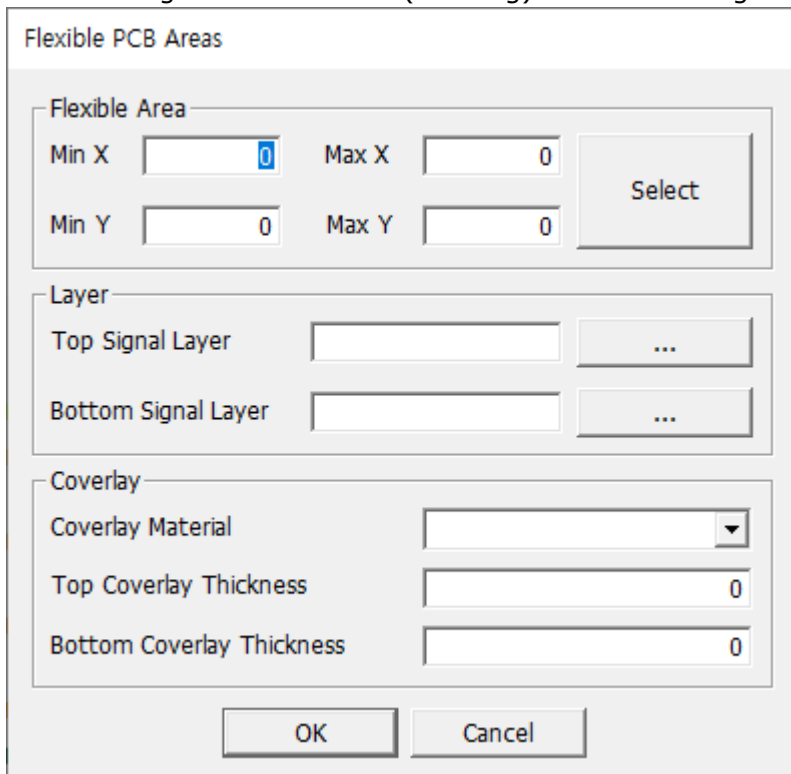 Flexible PCB Areas
Flexible Area
Min X 0 Max X 0
Select
Min Y 0 Max Y 0
Layer
Top Signal Layer ...
Bottom Signal Layer ...
Coverlay
Coverlay Material
Top Coverlay Thickness 0
Bottom Coverlay Thickness 0
OK Cancel